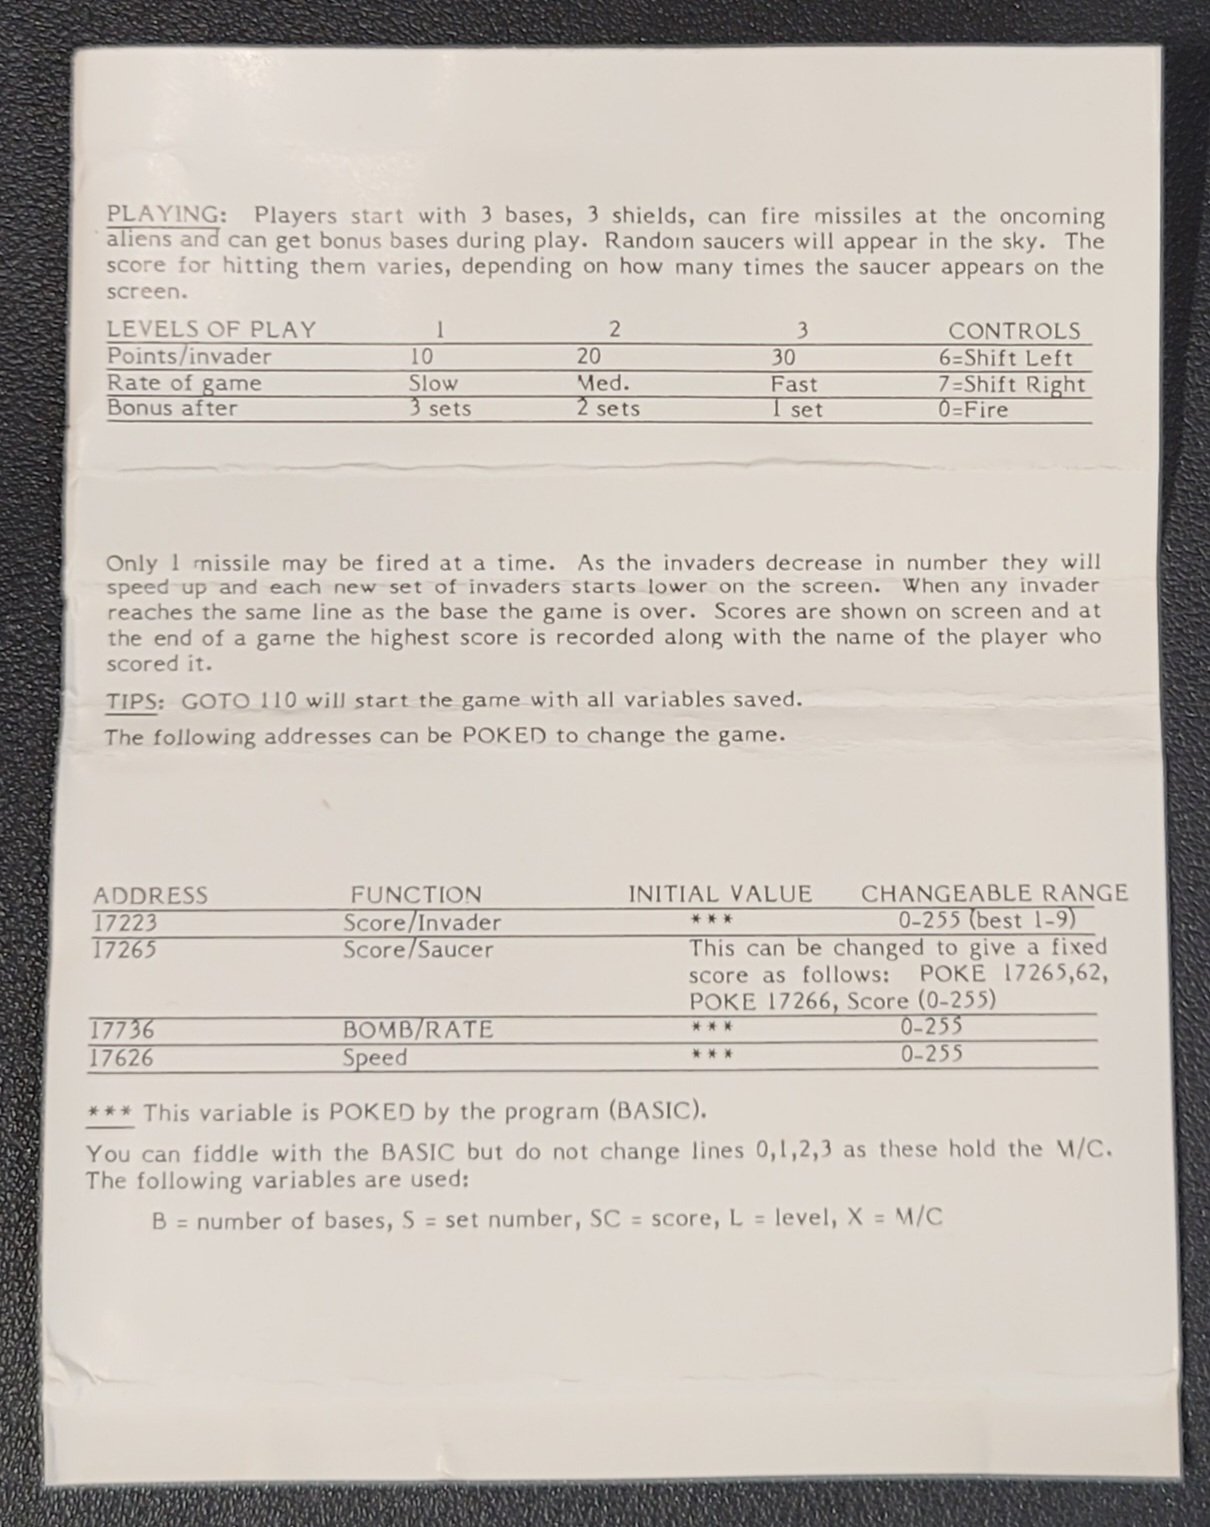 PLAYING: Players start with 3 bases, 3 shields, can fire missiles at the oncoming
aliens and can get bonus bases during play. Random saucers will appear in the sky. The
score for hitting them varies, depending on how many times the saucer appears on the
screen.
LEVELS OF PLAY 1 2 3 CONTROLS
Points/invader 10 20 30 6=Shift Left
Rate of game Slow Med. Fast 7=Shift Right
Bonus after 3 sets 2 sets 1 set 0=Fire
Only 1 missile may be fired at a time. As the invaders decrease in number they will
speed up and each new set of invaders starts lower on the screen. When any invader
reaches the same line as the base the game is over. Scores are shown on screen and at
the end of a game the highest score is recorded along with the name of the player who
scored it.
TIPS: GOTO 110 will start the game with all variables saved.
The following addresses can be POKED to change the game.
ADDRESS FUNCTION INITIAL VALUE CHANGEABLE RANGE
17223 Score/Invader *** 0-255 (best 1-9)
17265 Score/Saucer This can be changed to give a fixed
score as follows: POKE 17265,62,
POKE 17266, Score (0-255)
17736 BOMB/RATE *** 0-255
17626 Speed *** 0-255
*** This variable is POKED by the program (BASIC).
You can fiddle with the BASIC but do not change lines 0,1,2,3 as these hold the M/C.
The following variables are used:
B = number of bases, S = set number, SC = score, L = level, X = M/C